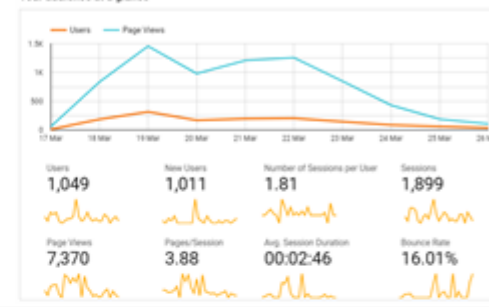 Users Page Views
1.5K
1K
500
0
17 Mar 18 Mar 19 Mar 20 Mar 21 Mar 22 Mar 23 Mar 24 Mar 25 Mar
Users New Users Number of Sessions per User Sessions
1,049 1,011 1.81 1,899
Page Views Pages/Session Avg. Session Duration Bounce Rate
7,370 3.88 00:02:46 16.01%